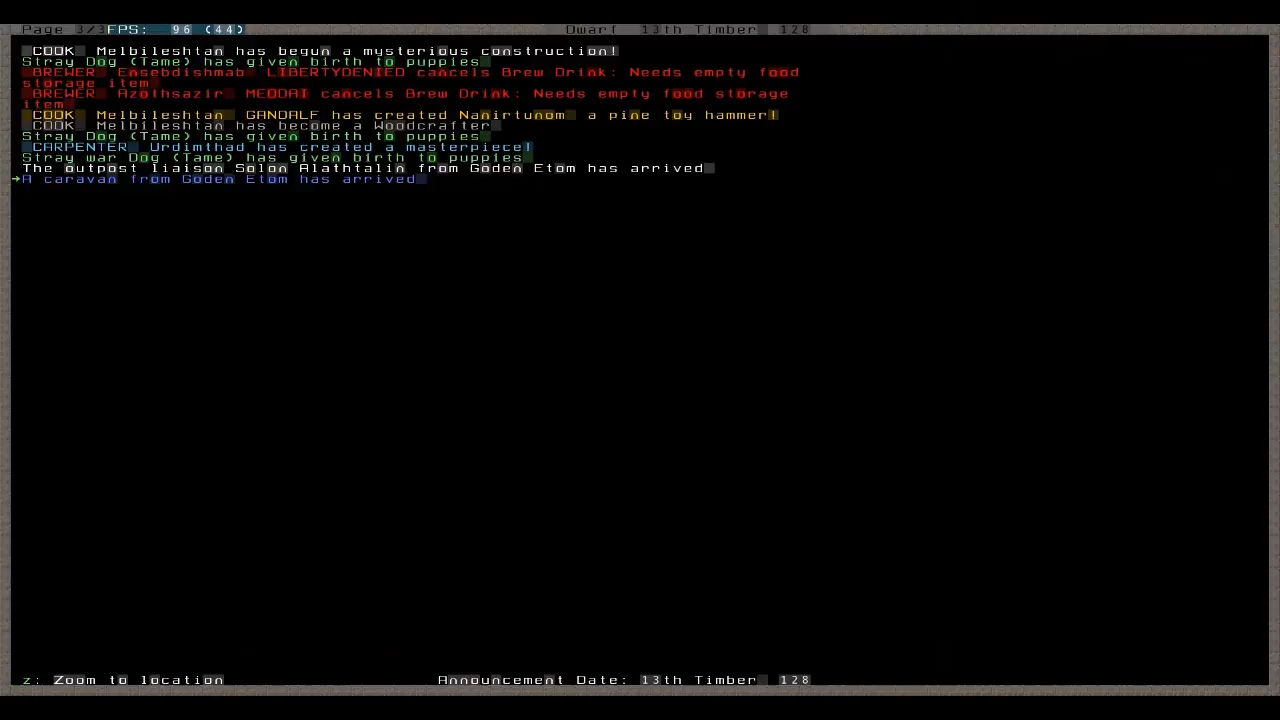 Page 3/3 FPS: 96 (44) Dwarf 13th Timber 128
COOK Melbileshtan has begun a mysterious construction!
Stray Dog (Tame) has given birth to puppies
BREWER Ensebdishmab LIBERTYDENIED cancels Brew Drink: Needs empty food
storage item
BREWER Azolhsazir MEODAI cancels Brew Drink: Needs empty food storage
item
COOK Melbileshtan GANDALF has created Nanirtunom a pine toy hammer!
COOK Melbileshtan has become a Woodcrafter
Stray Dog (Tame) has given birth to puppies
CARPENTER Urdimthad has created a masterpiece!
Stray war Dog (Tame) has given birth to puppies
The outpost liaison Solon Alathtalin from Goden Etom has arrived
A caravan from Goden Etom has arrived
z: Zoom to location Announcement Date: 13th Timber 128